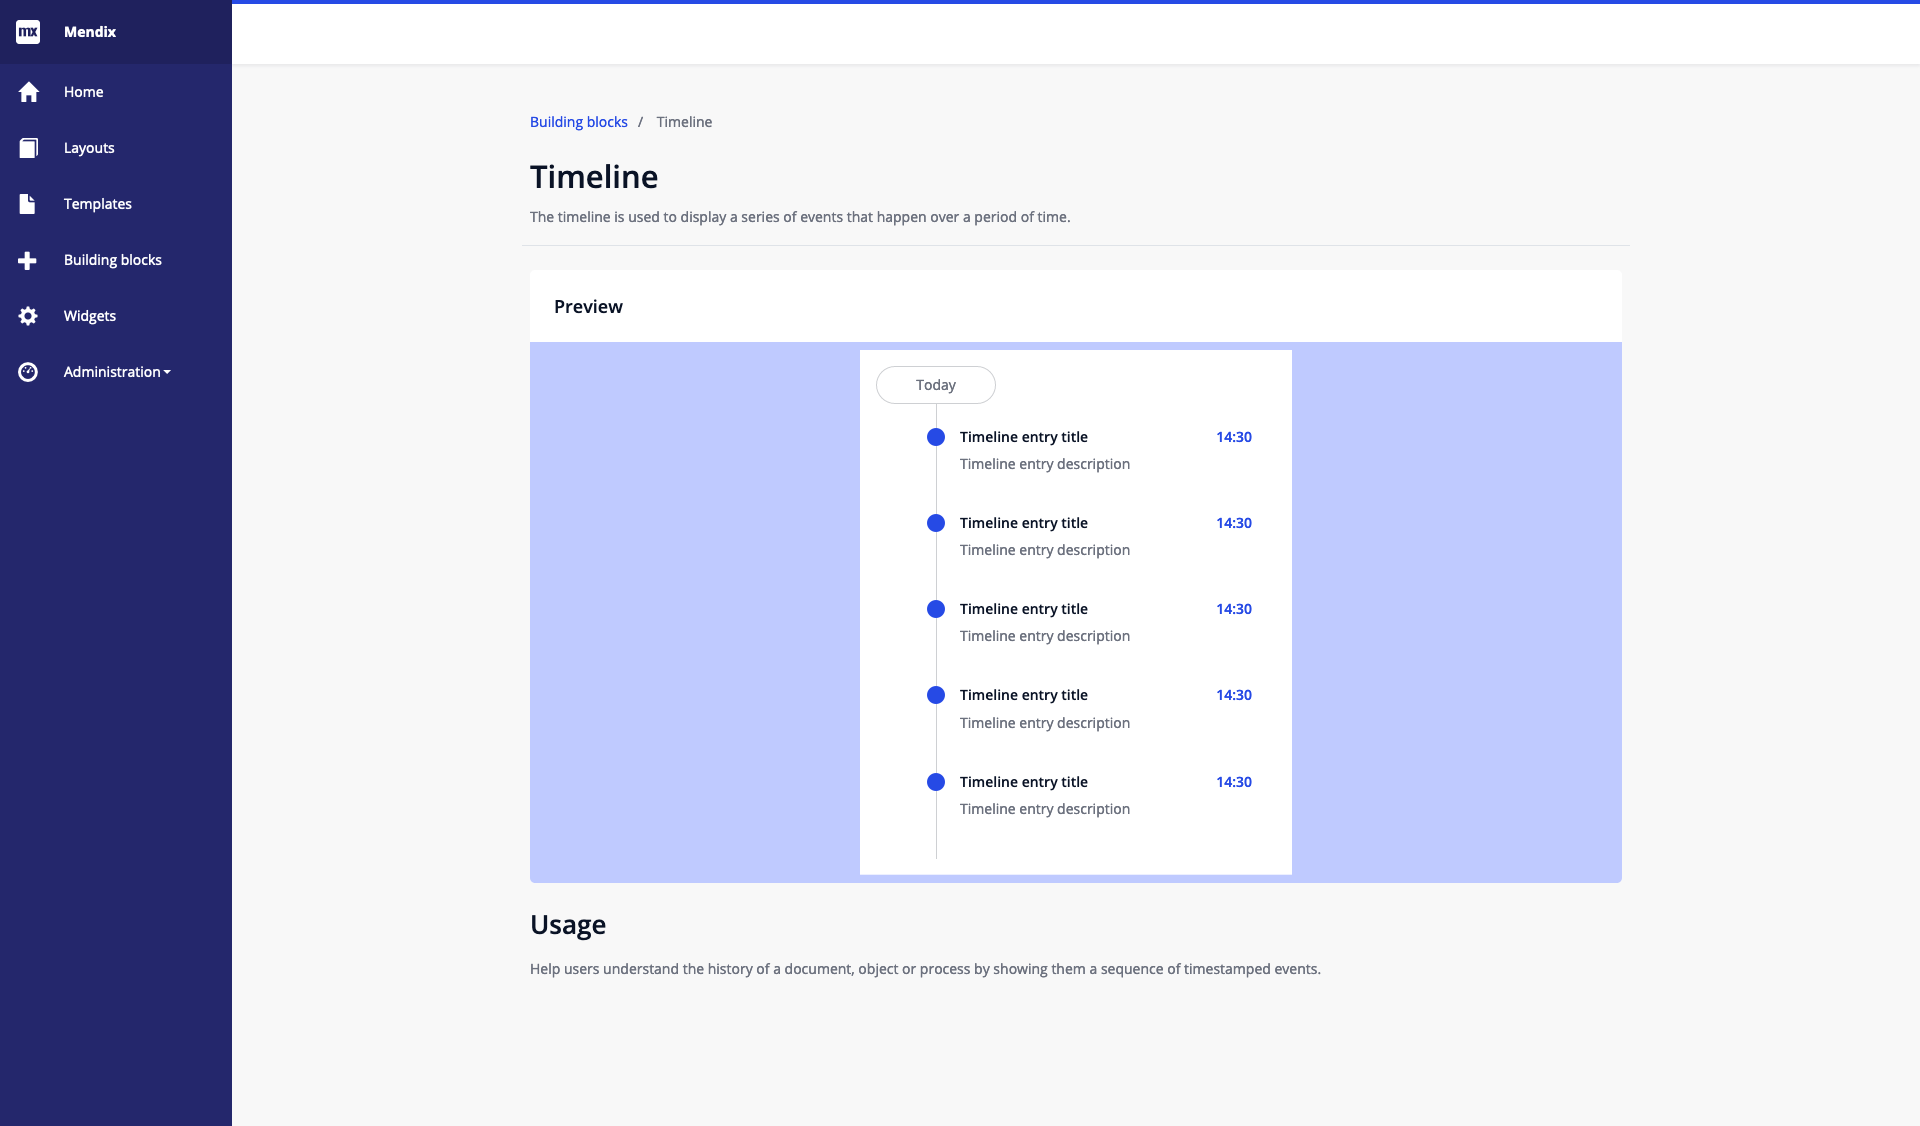 mx
Mendix
Home
Layouts
Templates
Building blocks
Widgets
Administration
Building blocks / Timeline
Timeline
The timeline is used to display a series of events that happen over a period of time.
Preview
Today
Timeline entry title 14:30
Timeline entry description
Timeline entry title 14:30
Timeline entry description
Timeline entry title 14:30
Timeline entry description
Timeline entry title 14:30
Timeline entry description
Timeline entry title 14:30
Timeline entry description
Usage
Help users understand the history of a document, object or process by showing them a sequence of timestamped events.